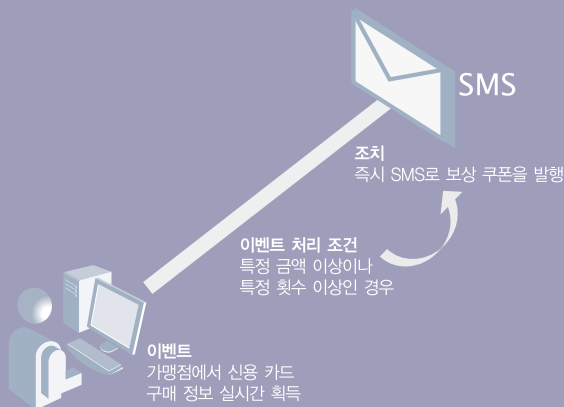 SMS
조치
즉시 SMS로 보상 쿠폰을 발행
이벤트 처리 조건
특정 금액 이상이나
특정 횟수 이상인 경우
이벤트
가맹점에서 신용 카드
구매 정보 실시간 획득